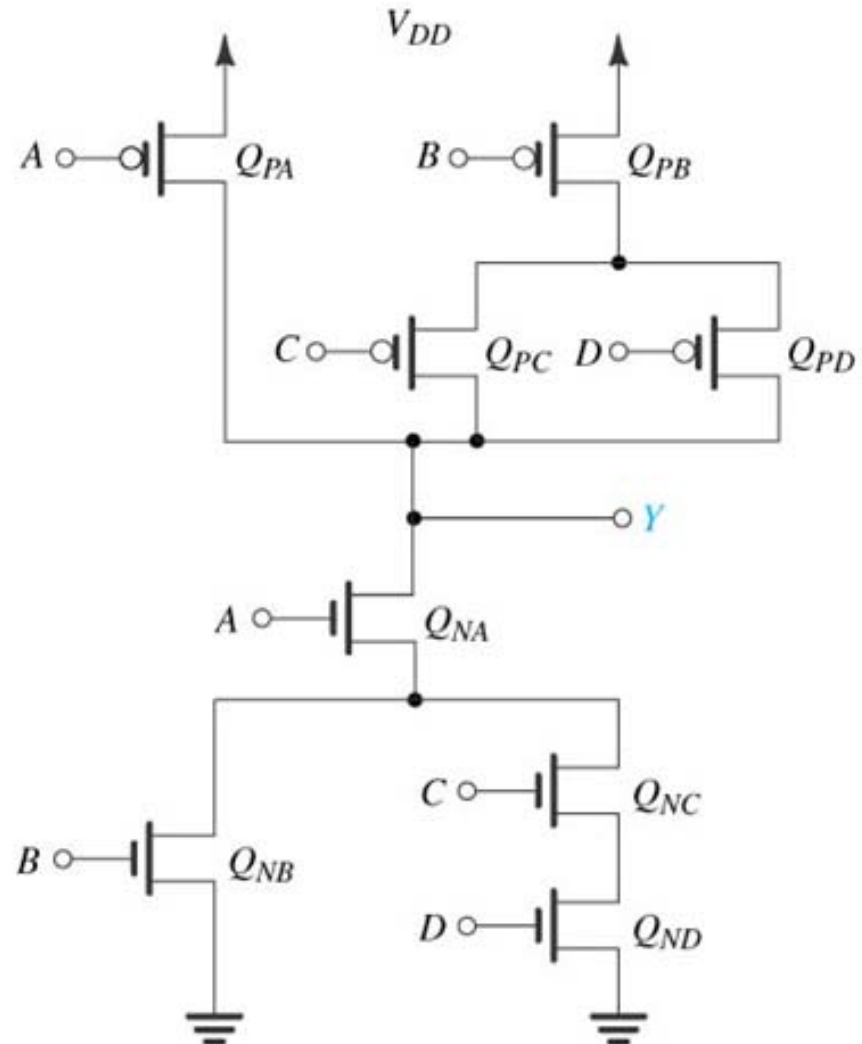 V_DD
A Q_PA B Q_PB
C Q_PC D Q_PD
Y
A Q_NA
C Q_NC
B Q_NB
D Q_ND